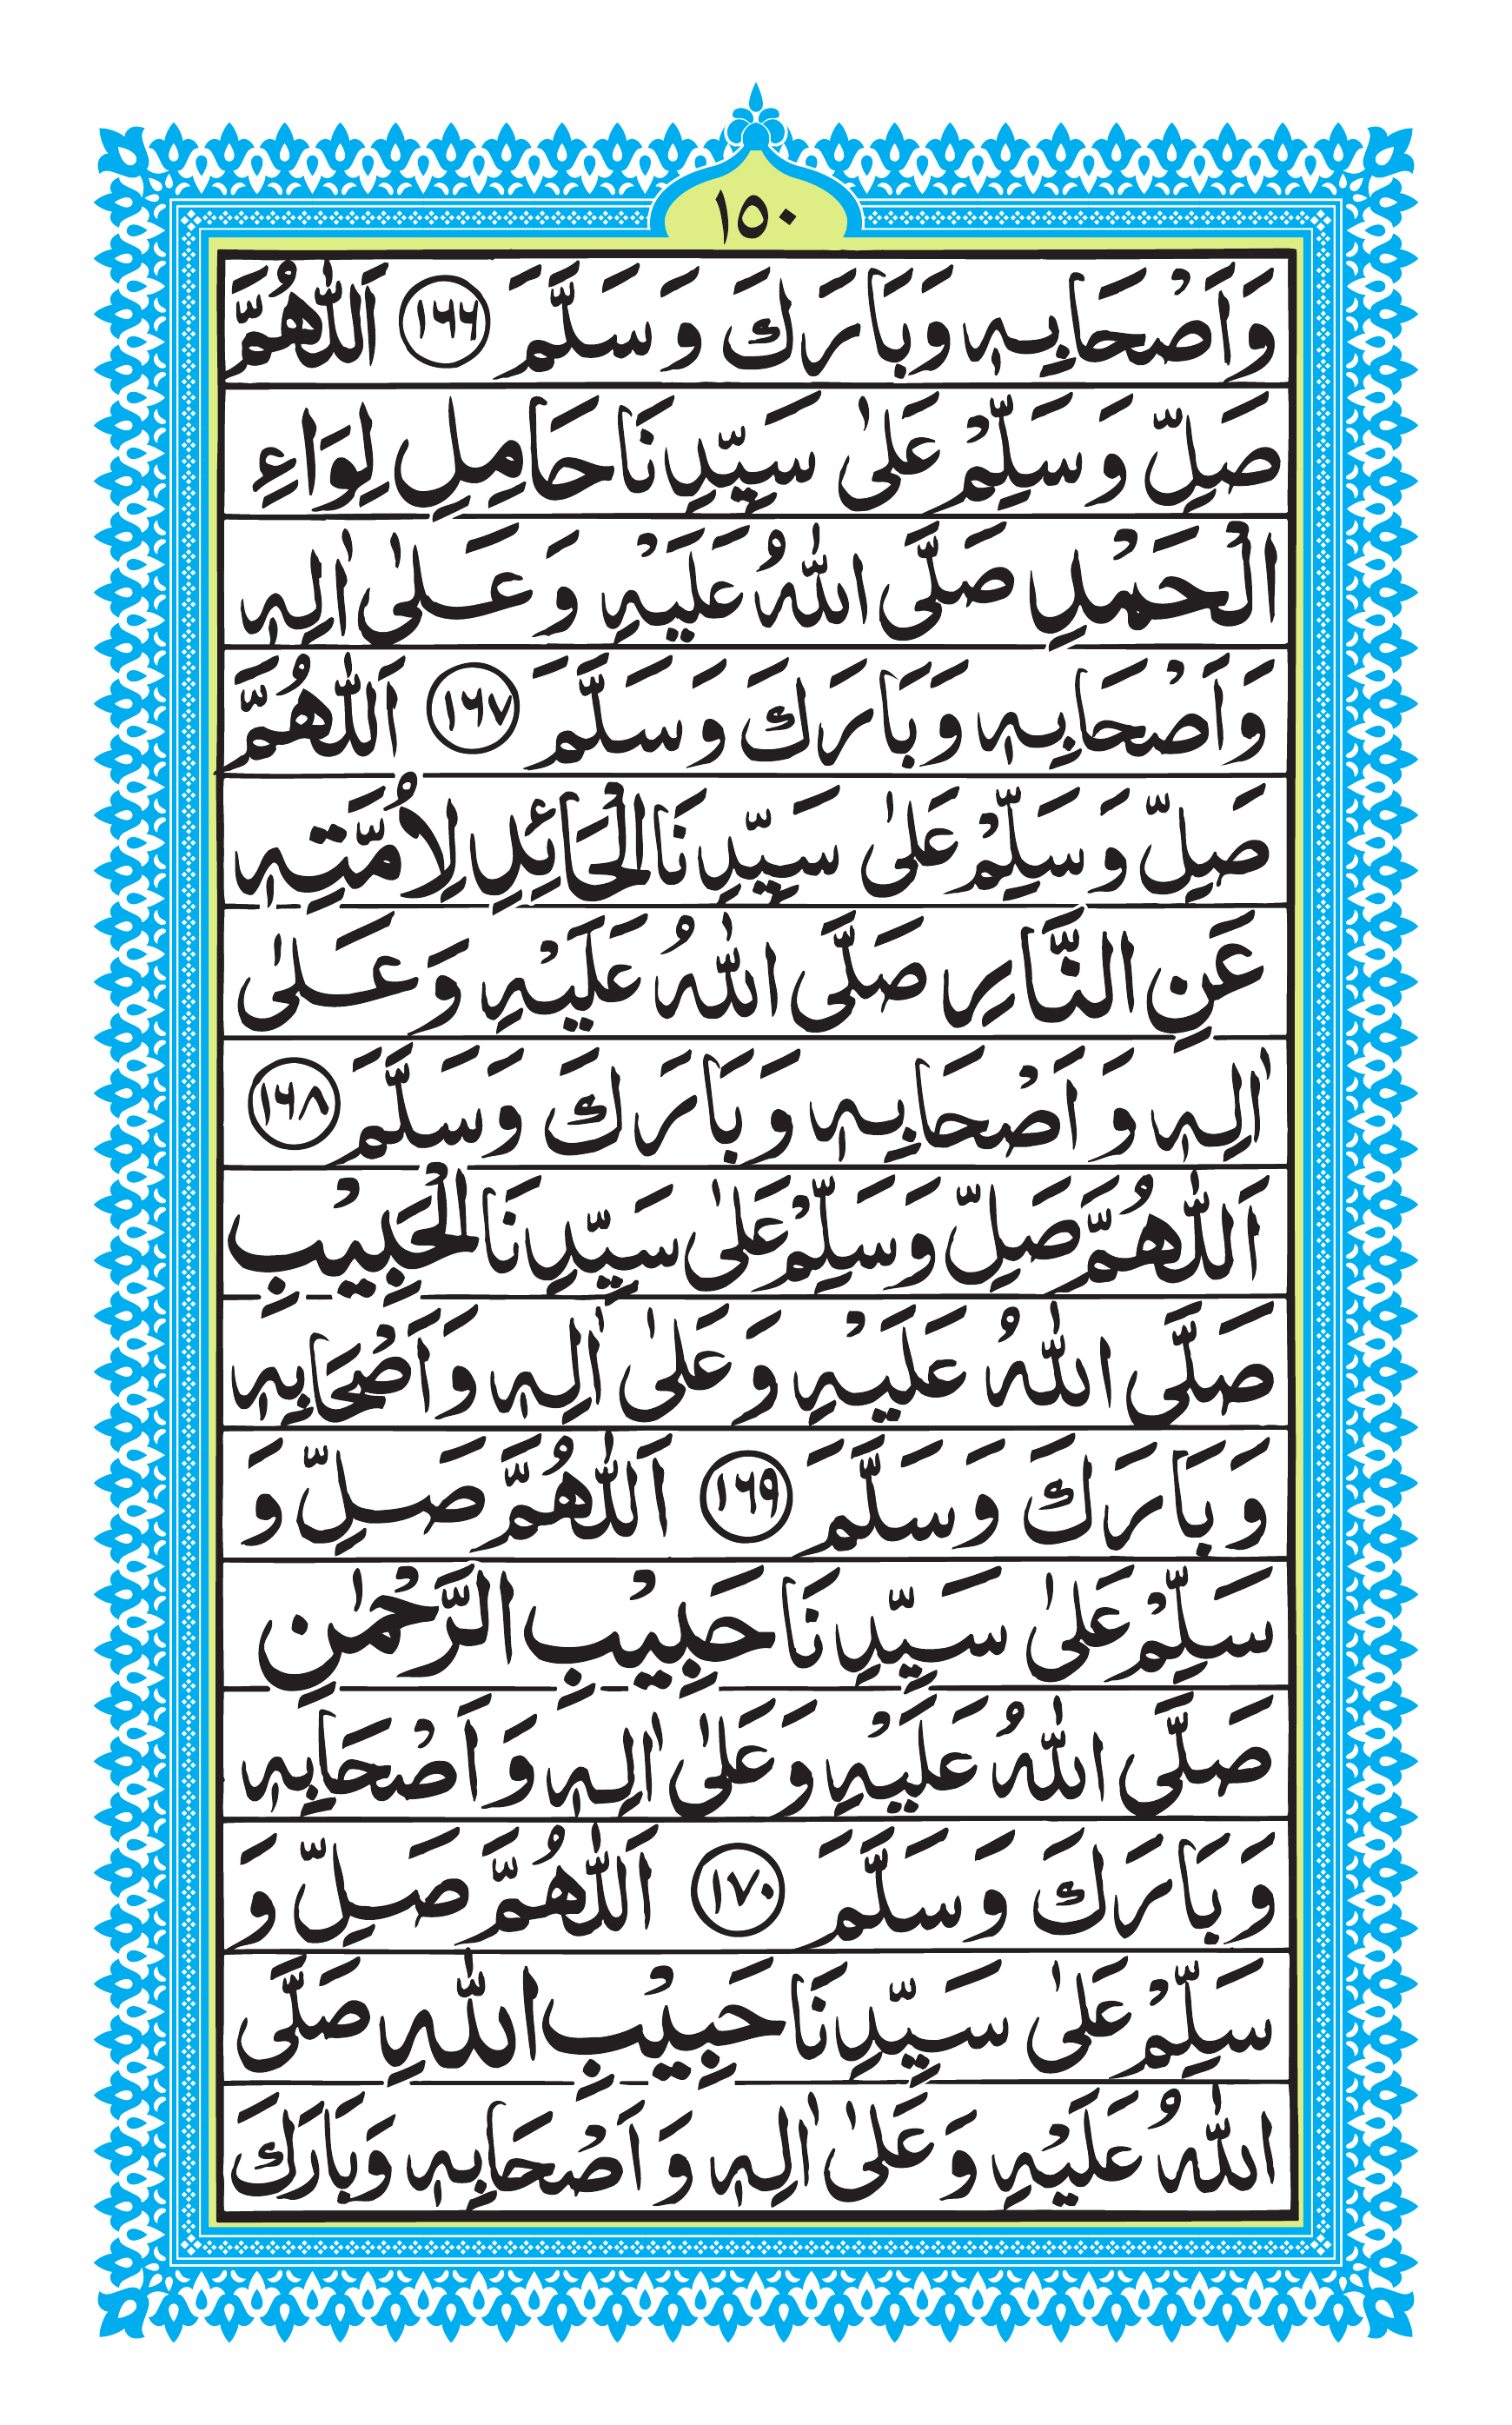 ١٥٠
وَاَصْحَابِهٖ وَبَارَكَ وَسَلَّمَ ١٦٦ اَللّٰهُمَّ
صَلِّ وَسَلِّمْ عَلٰى سَيِّدِنَا حَامِلِ لِوَاءِ
الْحَمْدِ صَلَّى اللّٰهُ عَلَيْهِ وَعَلٰى اٰلِهٖ
وَاَصْحَابِهٖ وَبَارَكَ وَسَلَّمَ ١٦٧ اَللّٰهُمَّ
صَلِّ وَسَلِّمْ عَلٰى سَيِّدِنَا الْحَائِدِ لِاُمَّتِهٖ
عَنِ النَّارِ صَلَّى اللّٰهُ عَلَيْهِ وَعَلٰى
اٰلِهٖ وَاَصْحَابِهٖ وَبَارَكَ وَسَلَّمَ ١٦٨
اَللّٰهُمَّ صَلِّ وَسَلِّمْ عَلٰى سَيِّدِنَا الْحَبِيْبِ
صَلَّى اللّٰهُ عَلَيْهِ وَعَلٰى اٰلِهٖ وَاَصْحَابِهٖ
وَبَارَكَ وَسَلَّمَ ١٦٩ اَللّٰهُمَّ صَلِّ وَ
سَلِّمْ عَلٰى سَيِّدِنَا حَبِيْبِ الرَّحْمٰنِ
صَلَّى اللّٰهُ عَلَيْهِ وَعَلٰى اٰلِهٖ وَاَصْحَابِهٖ
وَبَارَكَ وَسَلَّمَ ١٧٠ اَللّٰهُمَّ صَلِّ وَ
سَلِّمْ عَلٰى سَيِّدِنَا حَبِيْبِ اللّٰهِ صَلَّى
اللّٰهُ عَلَيْهِ وَعَلٰى اٰلِهٖ وَاَصْحَابِهٖ وَبَارَكَ